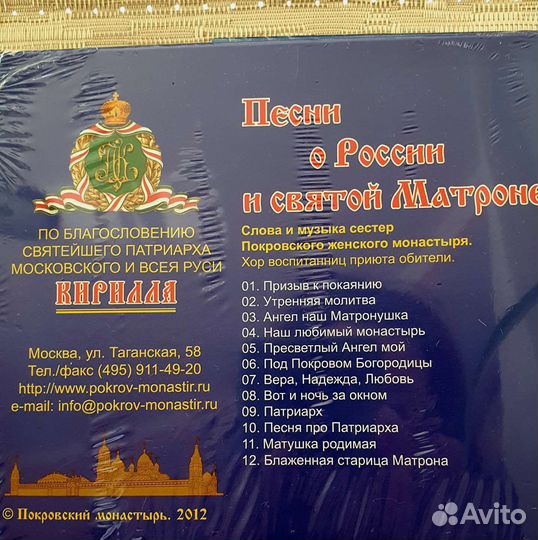 Песни
о России
и святой Матроне
Слова и музыка сестер
Покровского женского монастыря.
Хор воспитанниц приюта обители.
01. Призыв к покаянию
02. Утренняя молитва
03. Ангел наш Матронушка
04. Наш любимый монастырь
05. Пресветлый Ангел мой
06. Под Покровом Богородицы
07. Вера, Надежда, Любовь
08. Вот и ночь за окном
09. Патриарх
10. Песня про Патриарха
11. Матушка родимая
12. Блаженная старица Матрона
ПО БЛАГОСЛОВЕНИЮ
СВЯТЕЙШЕГО ПАТРИАРХА
МОСКОВСКОГО И ВСЕЯ РУСИ
КИРИЛЛА
Москва, ул. Таганская, 58
Тел./факс (495) 911-49-20
http://www.pokrov-monastir.ru
e-mail: info@pokrov-monastir.ru
© Покровский монастырь. 2012
Avito